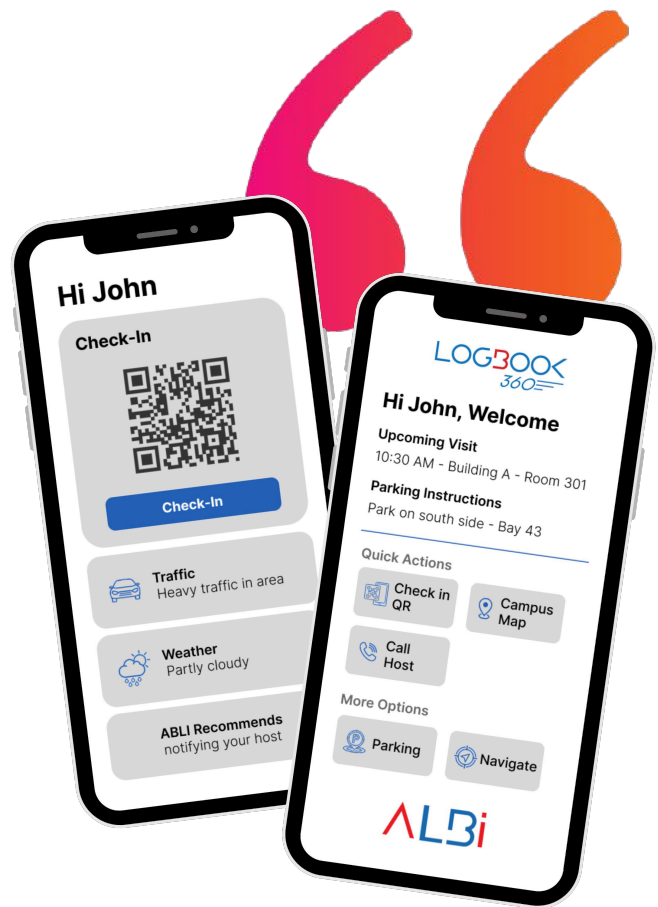 Hi John
Check-In
Check-In
Traffic
Heavy traffic in area
Weather
Partly cloudy
ABLI Recommends
notifying your host
LOGBOOK
360
Hi John, Welcome
Upcoming Visit
10:30 AM - Building A - Room 301
Parking Instructions
Park on south side - Bay 43
Quick Actions
Check in
QR
Campus
Map
Call
Host
More Options
P
Parking
Navigate
ALBi